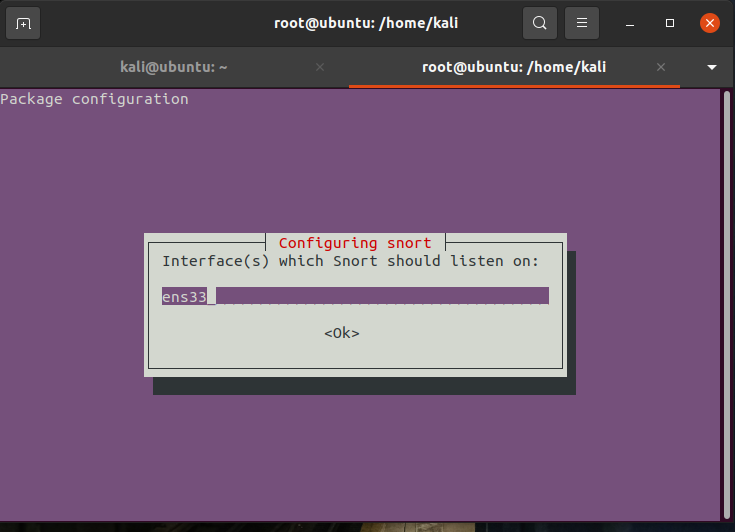 root@ubuntu: /home/kali
kali@ubuntu: ~
root@ubuntu: /home/kali
Package configuration
Configuring snort
Interface(s) which Snort should listen on:
ens33_
<Ok>